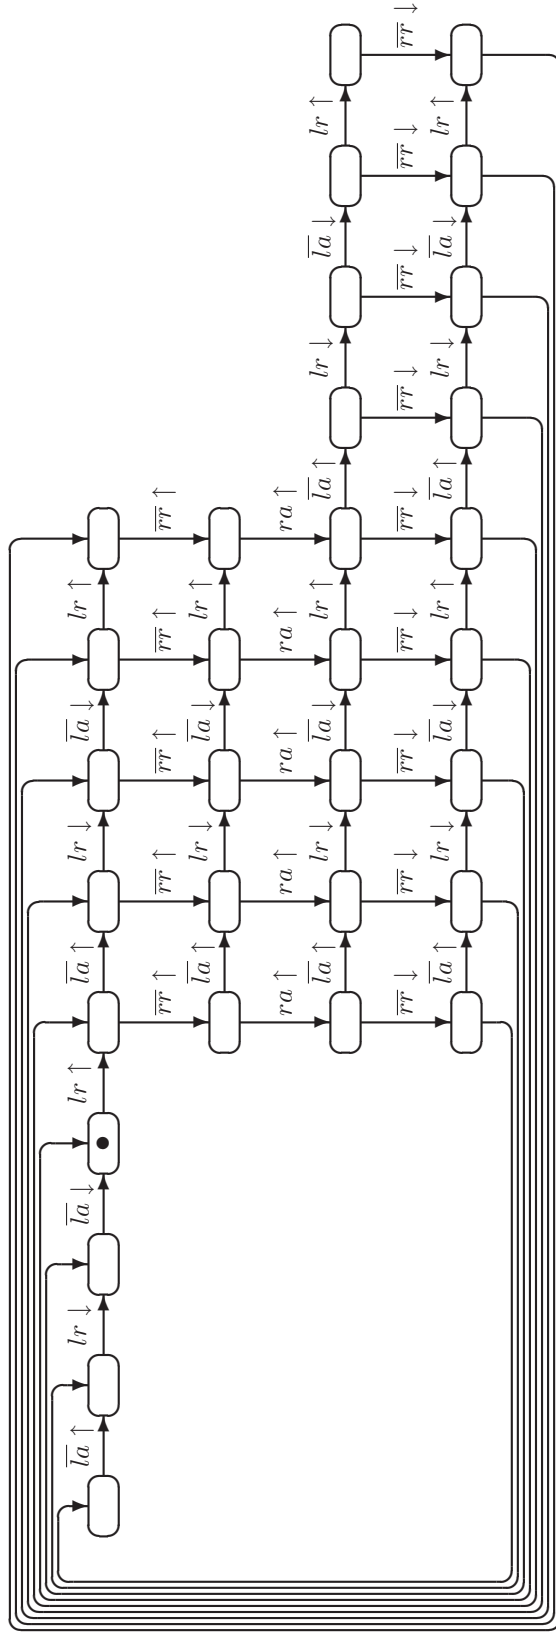 l̅a̅↑ lr↓ l̅a̅↓ lr↑ l̅a̅↑ lr↓ l̅a̅↓ lr↑
r̅r̅↑ r̅r̅↑ r̅r̅↑ r̅r̅↑ r̅r̅↑
l̅a̅↑ lr↓ l̅a̅↓ lr↑
ra↑ ra↑ ra↑ ra↑ ra↑
l̅a̅↑ lr↓ l̅a̅↓ lr↑ l̅a̅↑ lr↓ l̅a̅↓ lr↑
r̅r̅↓ r̅r̅↓ r̅r̅↓ r̅r̅↓ r̅r̅↓ r̅r̅↓ r̅r̅↓ r̅r̅↓ r̅r̅↓
l̅a̅↑ lr↓ l̅a̅↓ lr↑ l̅a̅↑ lr↓ l̅a̅↓ lr↑